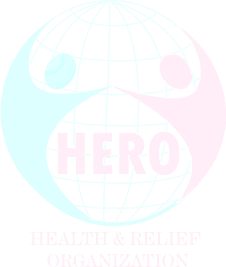 HERO
HEALTH & RELIEF
ORGANIZATION